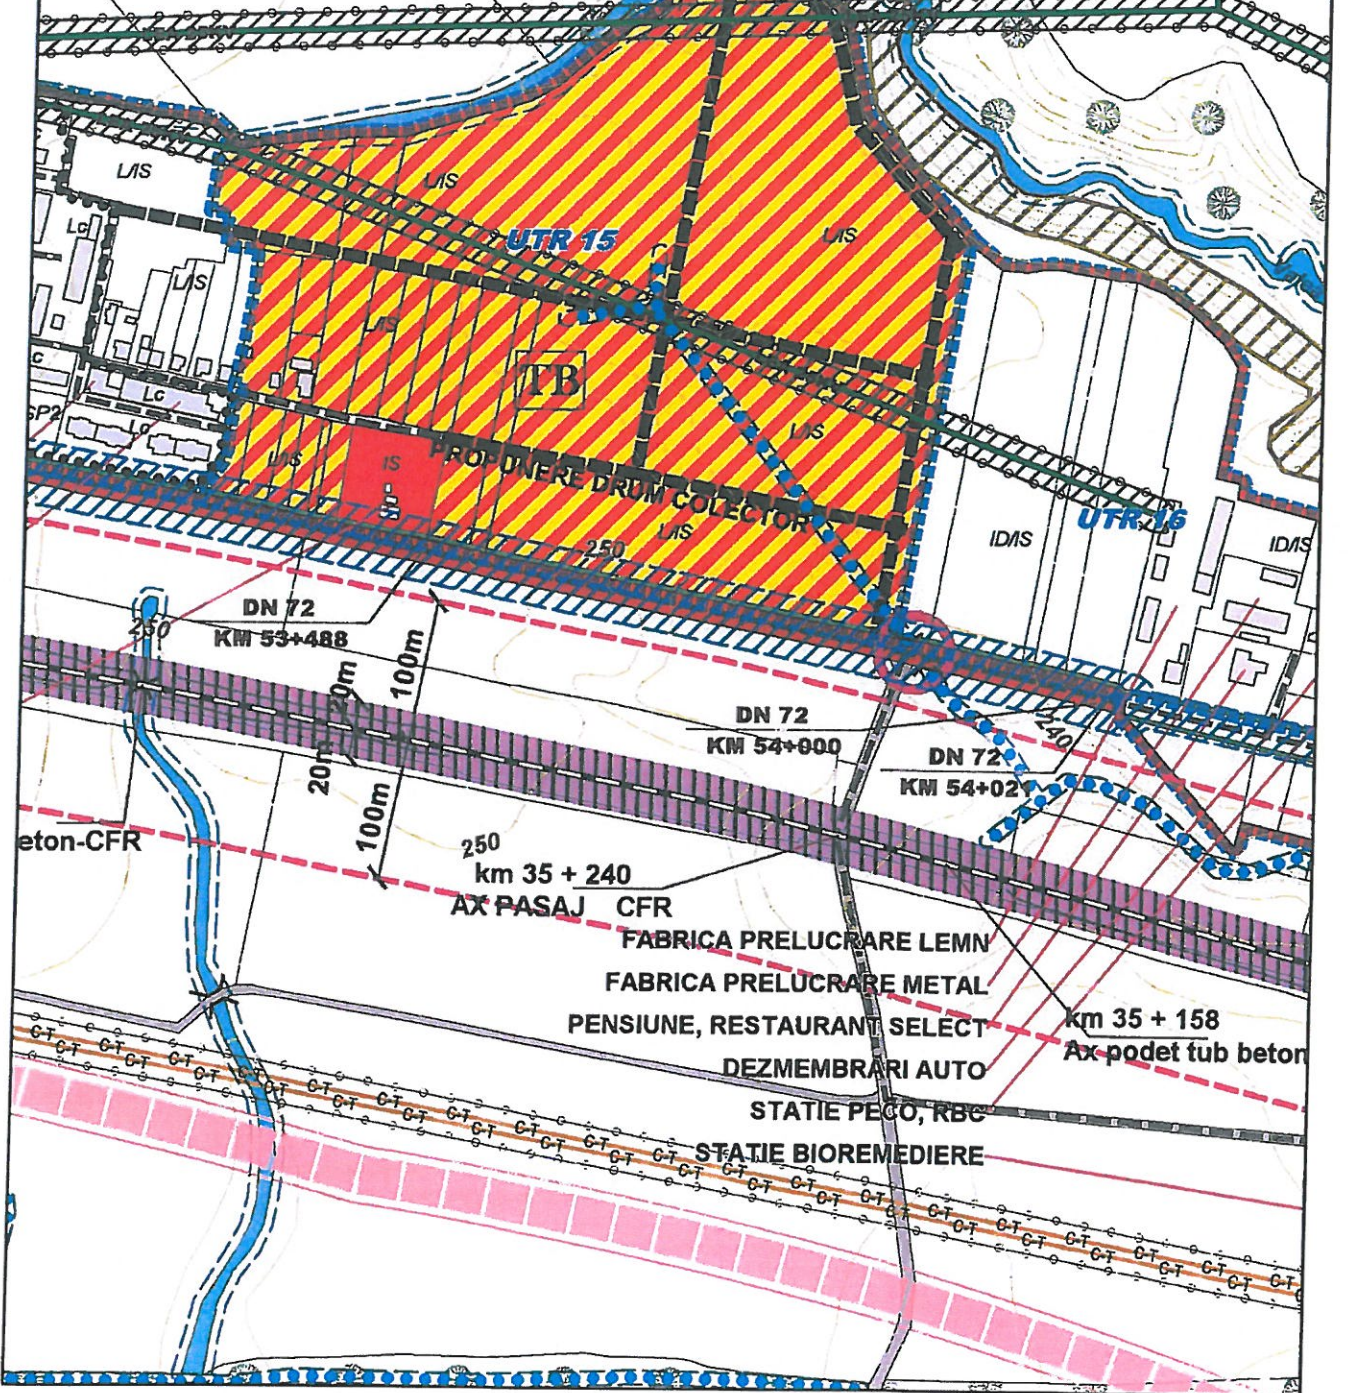 L/IS
L/IS
L/IS
UTR 15
Lc
L/IS
L/IS
TB
Lc
SP2
Lc
L/IS
L/IS
IS
PROPUNERE DRUM COLECTOR
L/IS
250
UTR 16
ID/IS
ID/IS
DN 72
KM 53+488
250
100m
20m
20m
100m
DN 72
KM 54+000
240
DN 72
KM 54+021
eton-CFR
250
km 35 + 240
AX PASAJ CFR
FABRICA PRELUCRARE LEMN
FABRICA PRELUCRARE METAL
PENSIUNE, RESTAURANT SELECT
km 35 + 158
Ax podet tub beton
DEZMEMBRARI AUTO
STATIE PECO, RBC
STATIE BIOREMEDIERE
C-T C-T C-T C-T C-T C-T C-T C-T C-T C-T C-T C-T C-T C-T C-T C-T C-T C-T C-T
C-T C-T C-T C-T C-T C-T C-T C-T C-T C-T C-T C-T C-T C-T C-T C-T C-T C-T